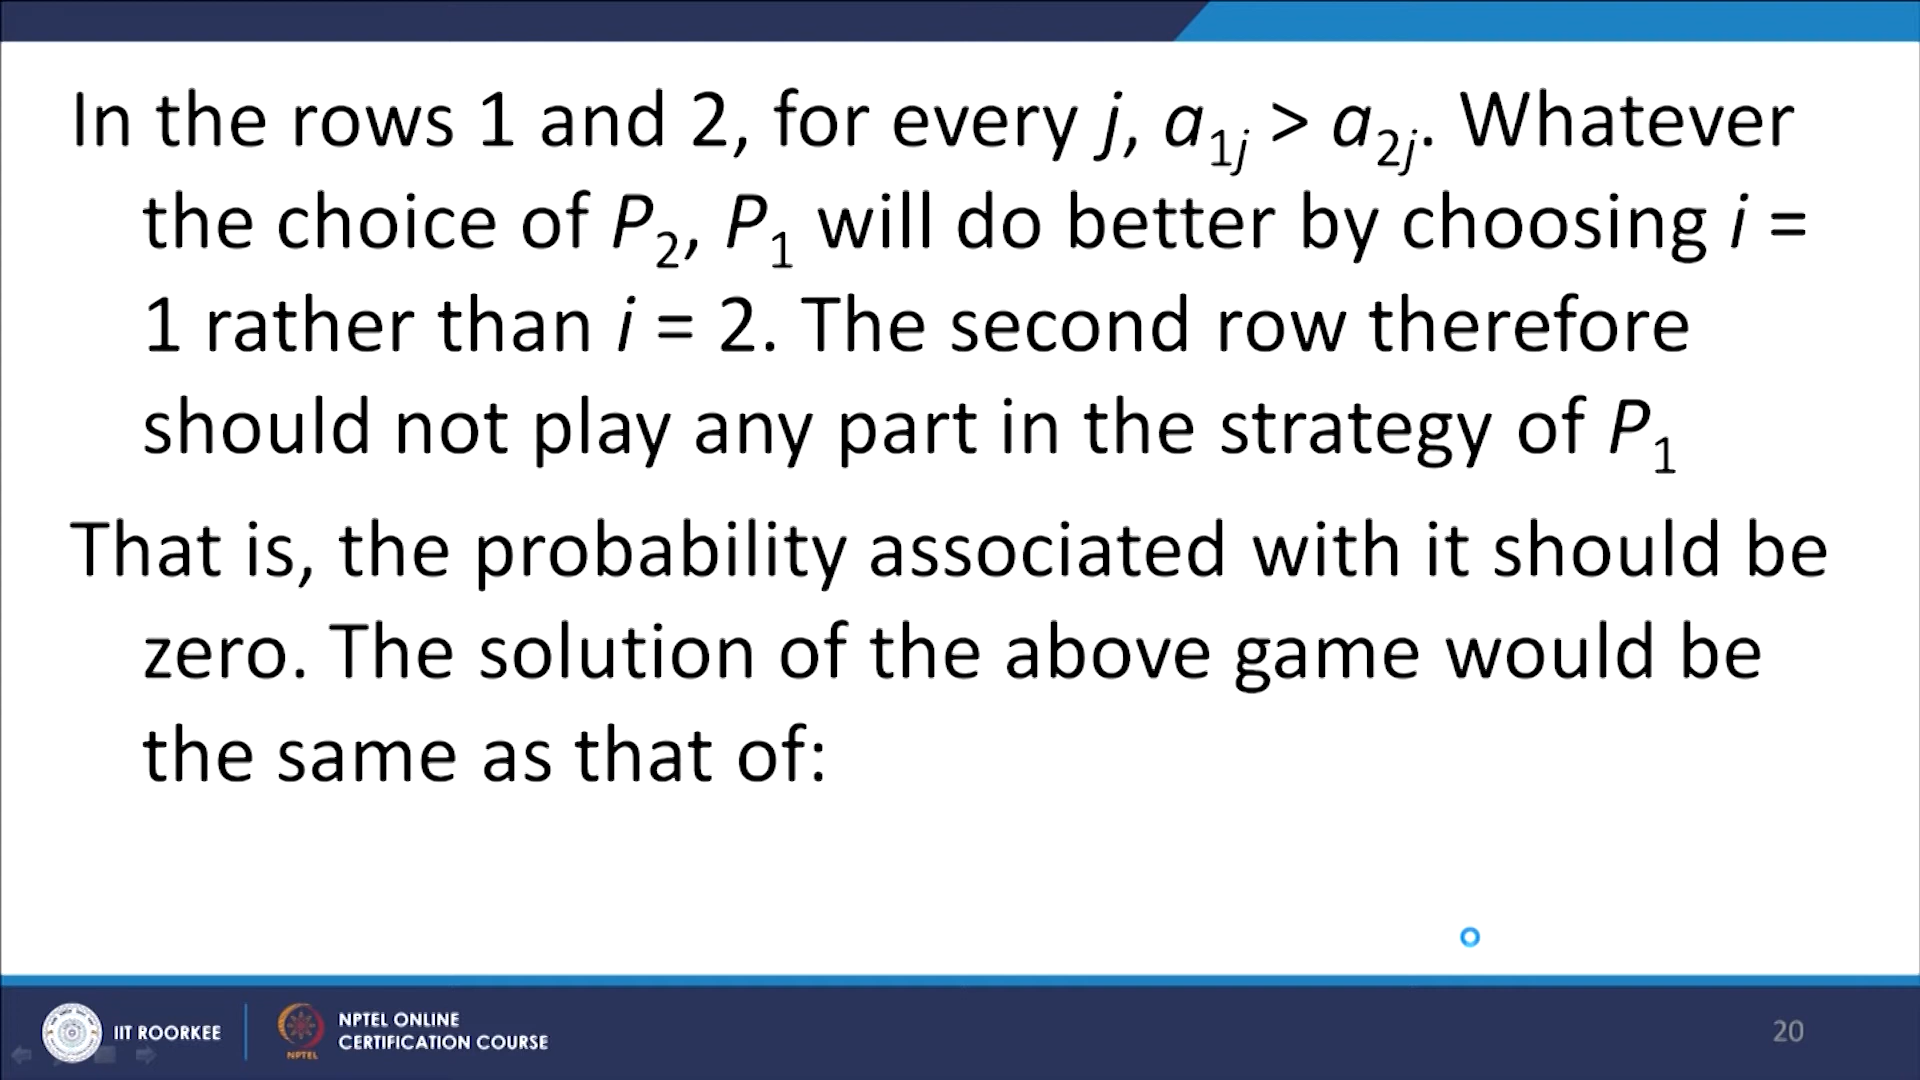 In the rows 1 and 2, for every j, a₁ⱼ > a₂ⱼ. Whatever
the choice of P₂, P₁ will do better by choosing i =
1 rather than i = 2. The second row therefore
should not play any part in the strategy of P₁
That is, the probability associated with it should be
zero. The solution of the above game would be
the same as that of:
IIT ROORKEE
NPTEL
NPTEL ONLINE
CERTIFICATION COURSE
20